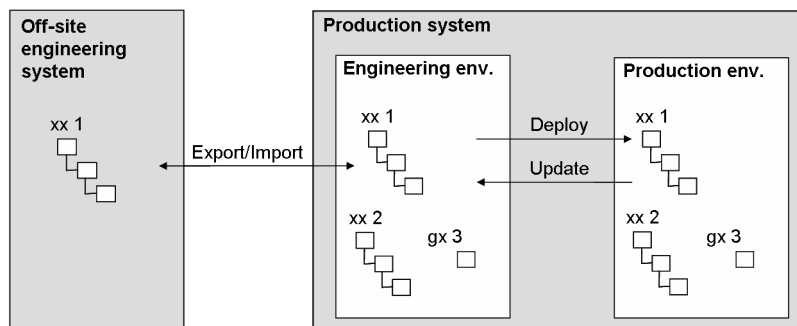 Off-site
engineering
system
xx 1
Export/Import
Production system
Engineering env.
xx 1
xx 2
gx 3
Deploy
Update
Production env.
xx 1
xx 2
gx 3